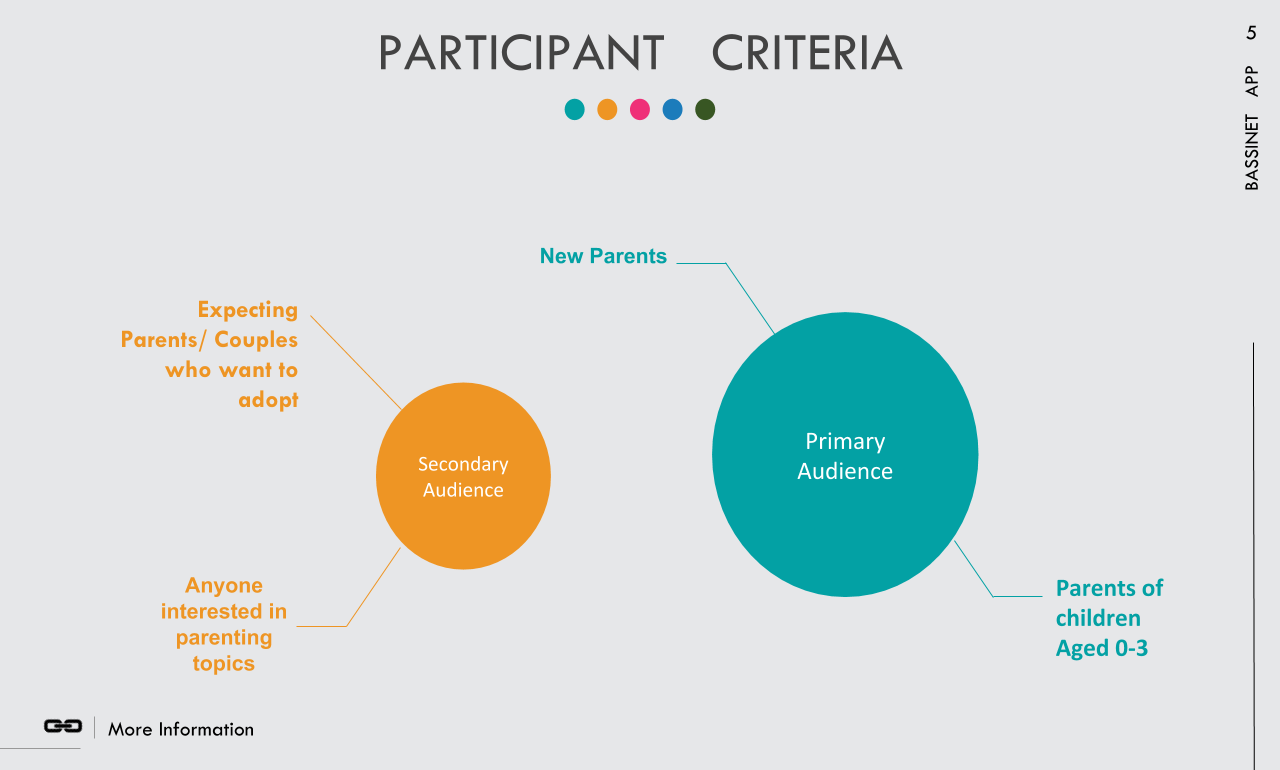 PARTICIPANT CRITERIA
5
BASSINET APP
New Parents
Expecting
Parents/ Couples
who want to
adopt
Secondary
Audience
Primary
Audience
Anyone
interested in
parenting
topics
Parents of
children
Aged 0-3
More Information